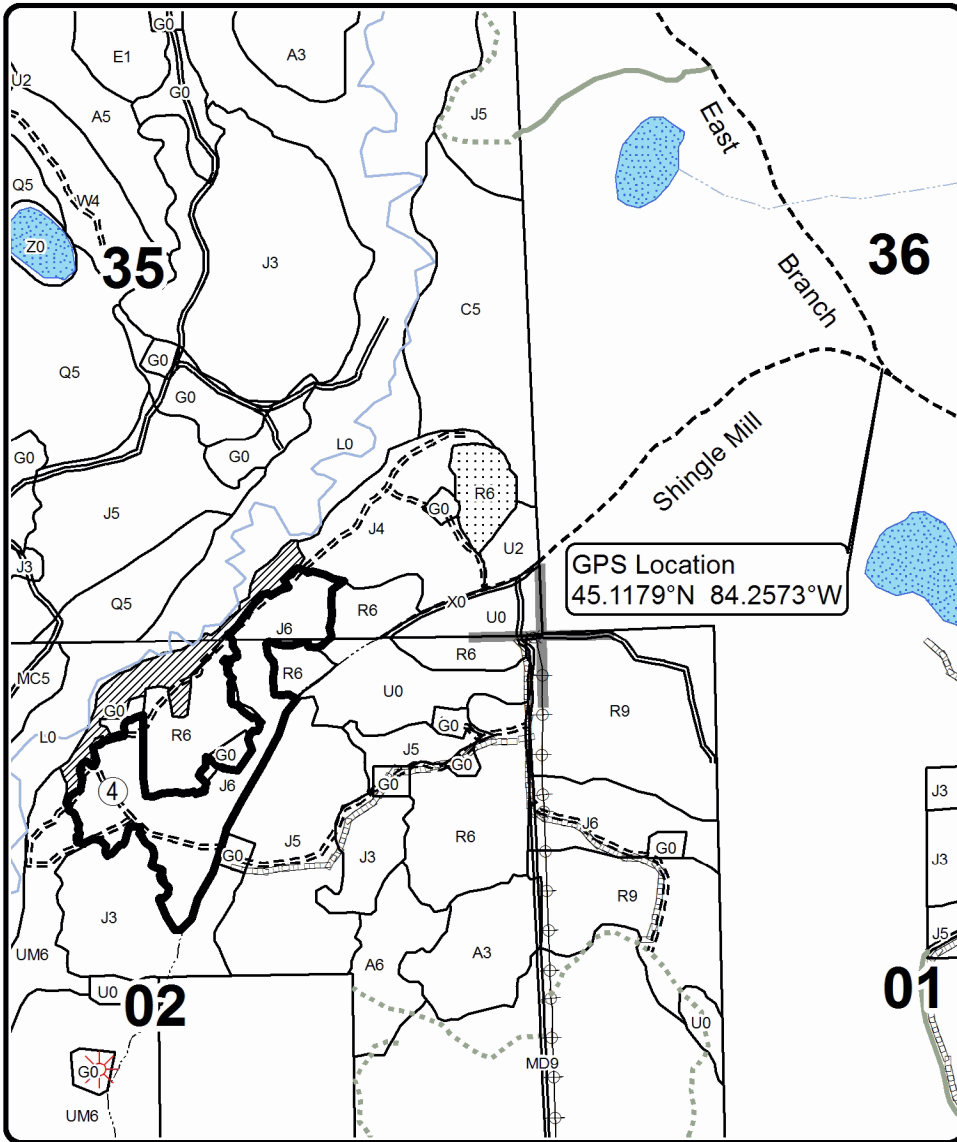 G0
E1
A3
U2
G0
A5
J5
East
Q5
W4
Z0
35
J3
36
Branch
C5
G0
Q5
G0
G0
G0
L0
Shingle Mill
J5
R6
G0
J4
U2
J3
GPS Location
45.1179°N 84.2573°W
Q5
X0
R6
U0
J6
R6
R6
MC5
U0
G0
R9
L0
R6
G0
G0
J5
G0
G0
J6
4
J3
J6
J5
R6
G0
G0
J3
J3
R9
J3
J5
UM6
A6
A3
U0
02
01
U0
G0
MD9
UM6